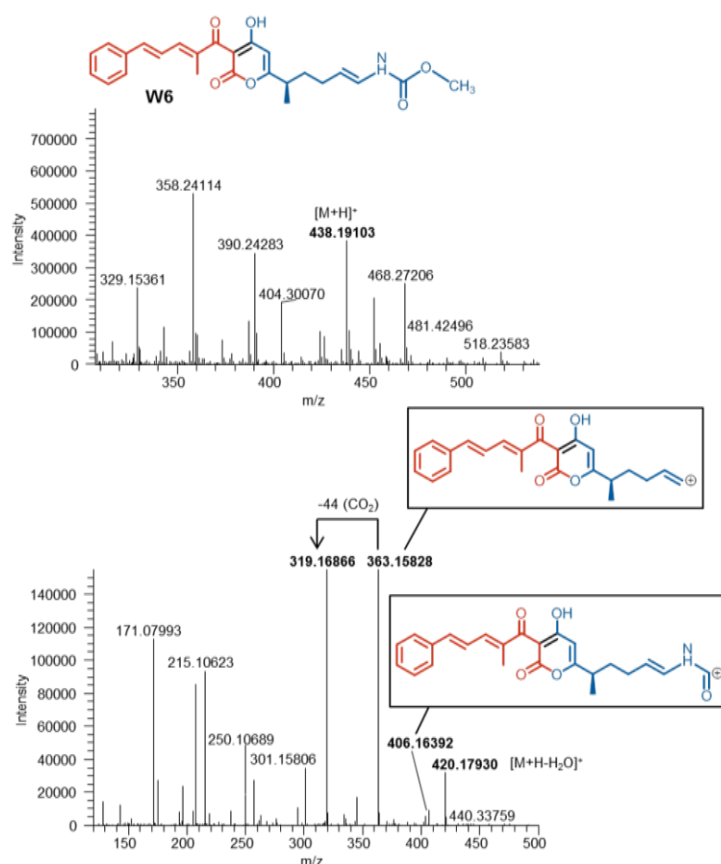 O OH
N
H
O
O O
O CH₃
W6
700000
600000
500000
400000
300000
200000
100000
0
Intensity
358.24114
[M+H]⁺
438.19103
390.24283
468.27206
329.15361
404.30070
481.42496
518.23583
350 400 450 500
m/z
O OH
O O
⊕
-44 (CO₂)
319.16866 363.15828
140000
120000
100000
80000
60000
40000
20000
0
Intensity
O OH
N
H
O O
O
⊕
171.07993
215.10623
250.10689
301.15806
406.16392
420.17930 [M+H-H₂O]⁺
440.33759
150 200 250 300 350 400 450 500
m/z